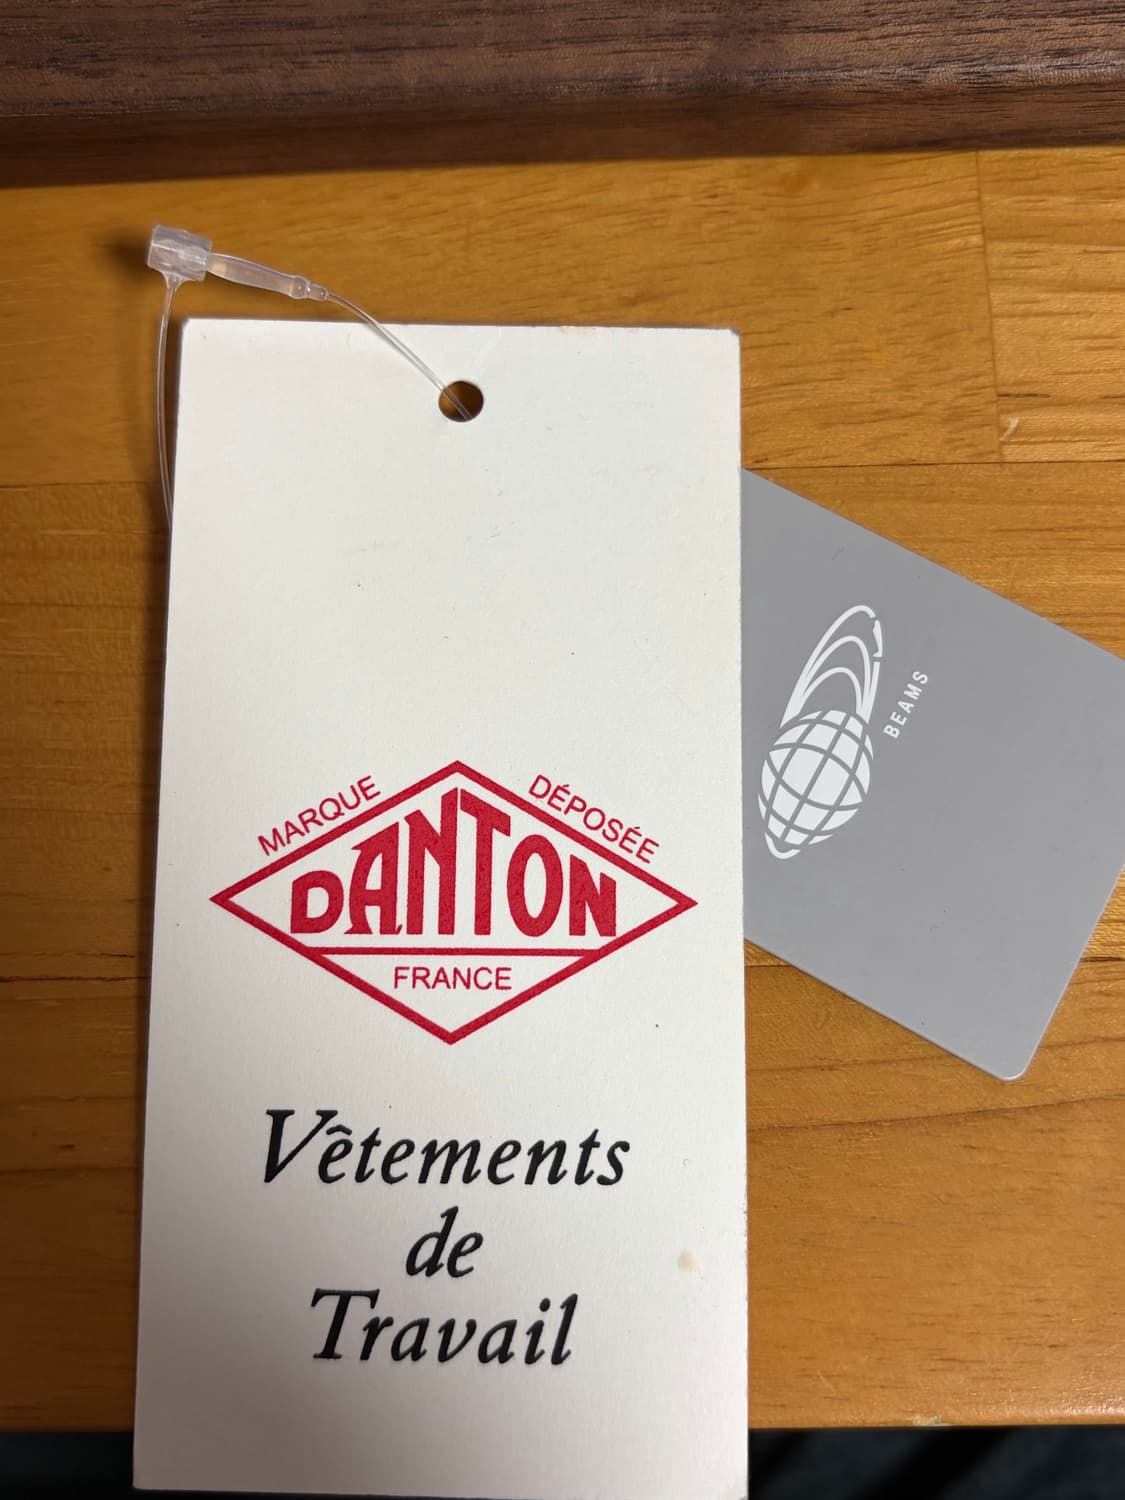 MARQUE DÉPOSÉE
DANTON
FRANCE
Vêtements
de
Travail
BEAMS